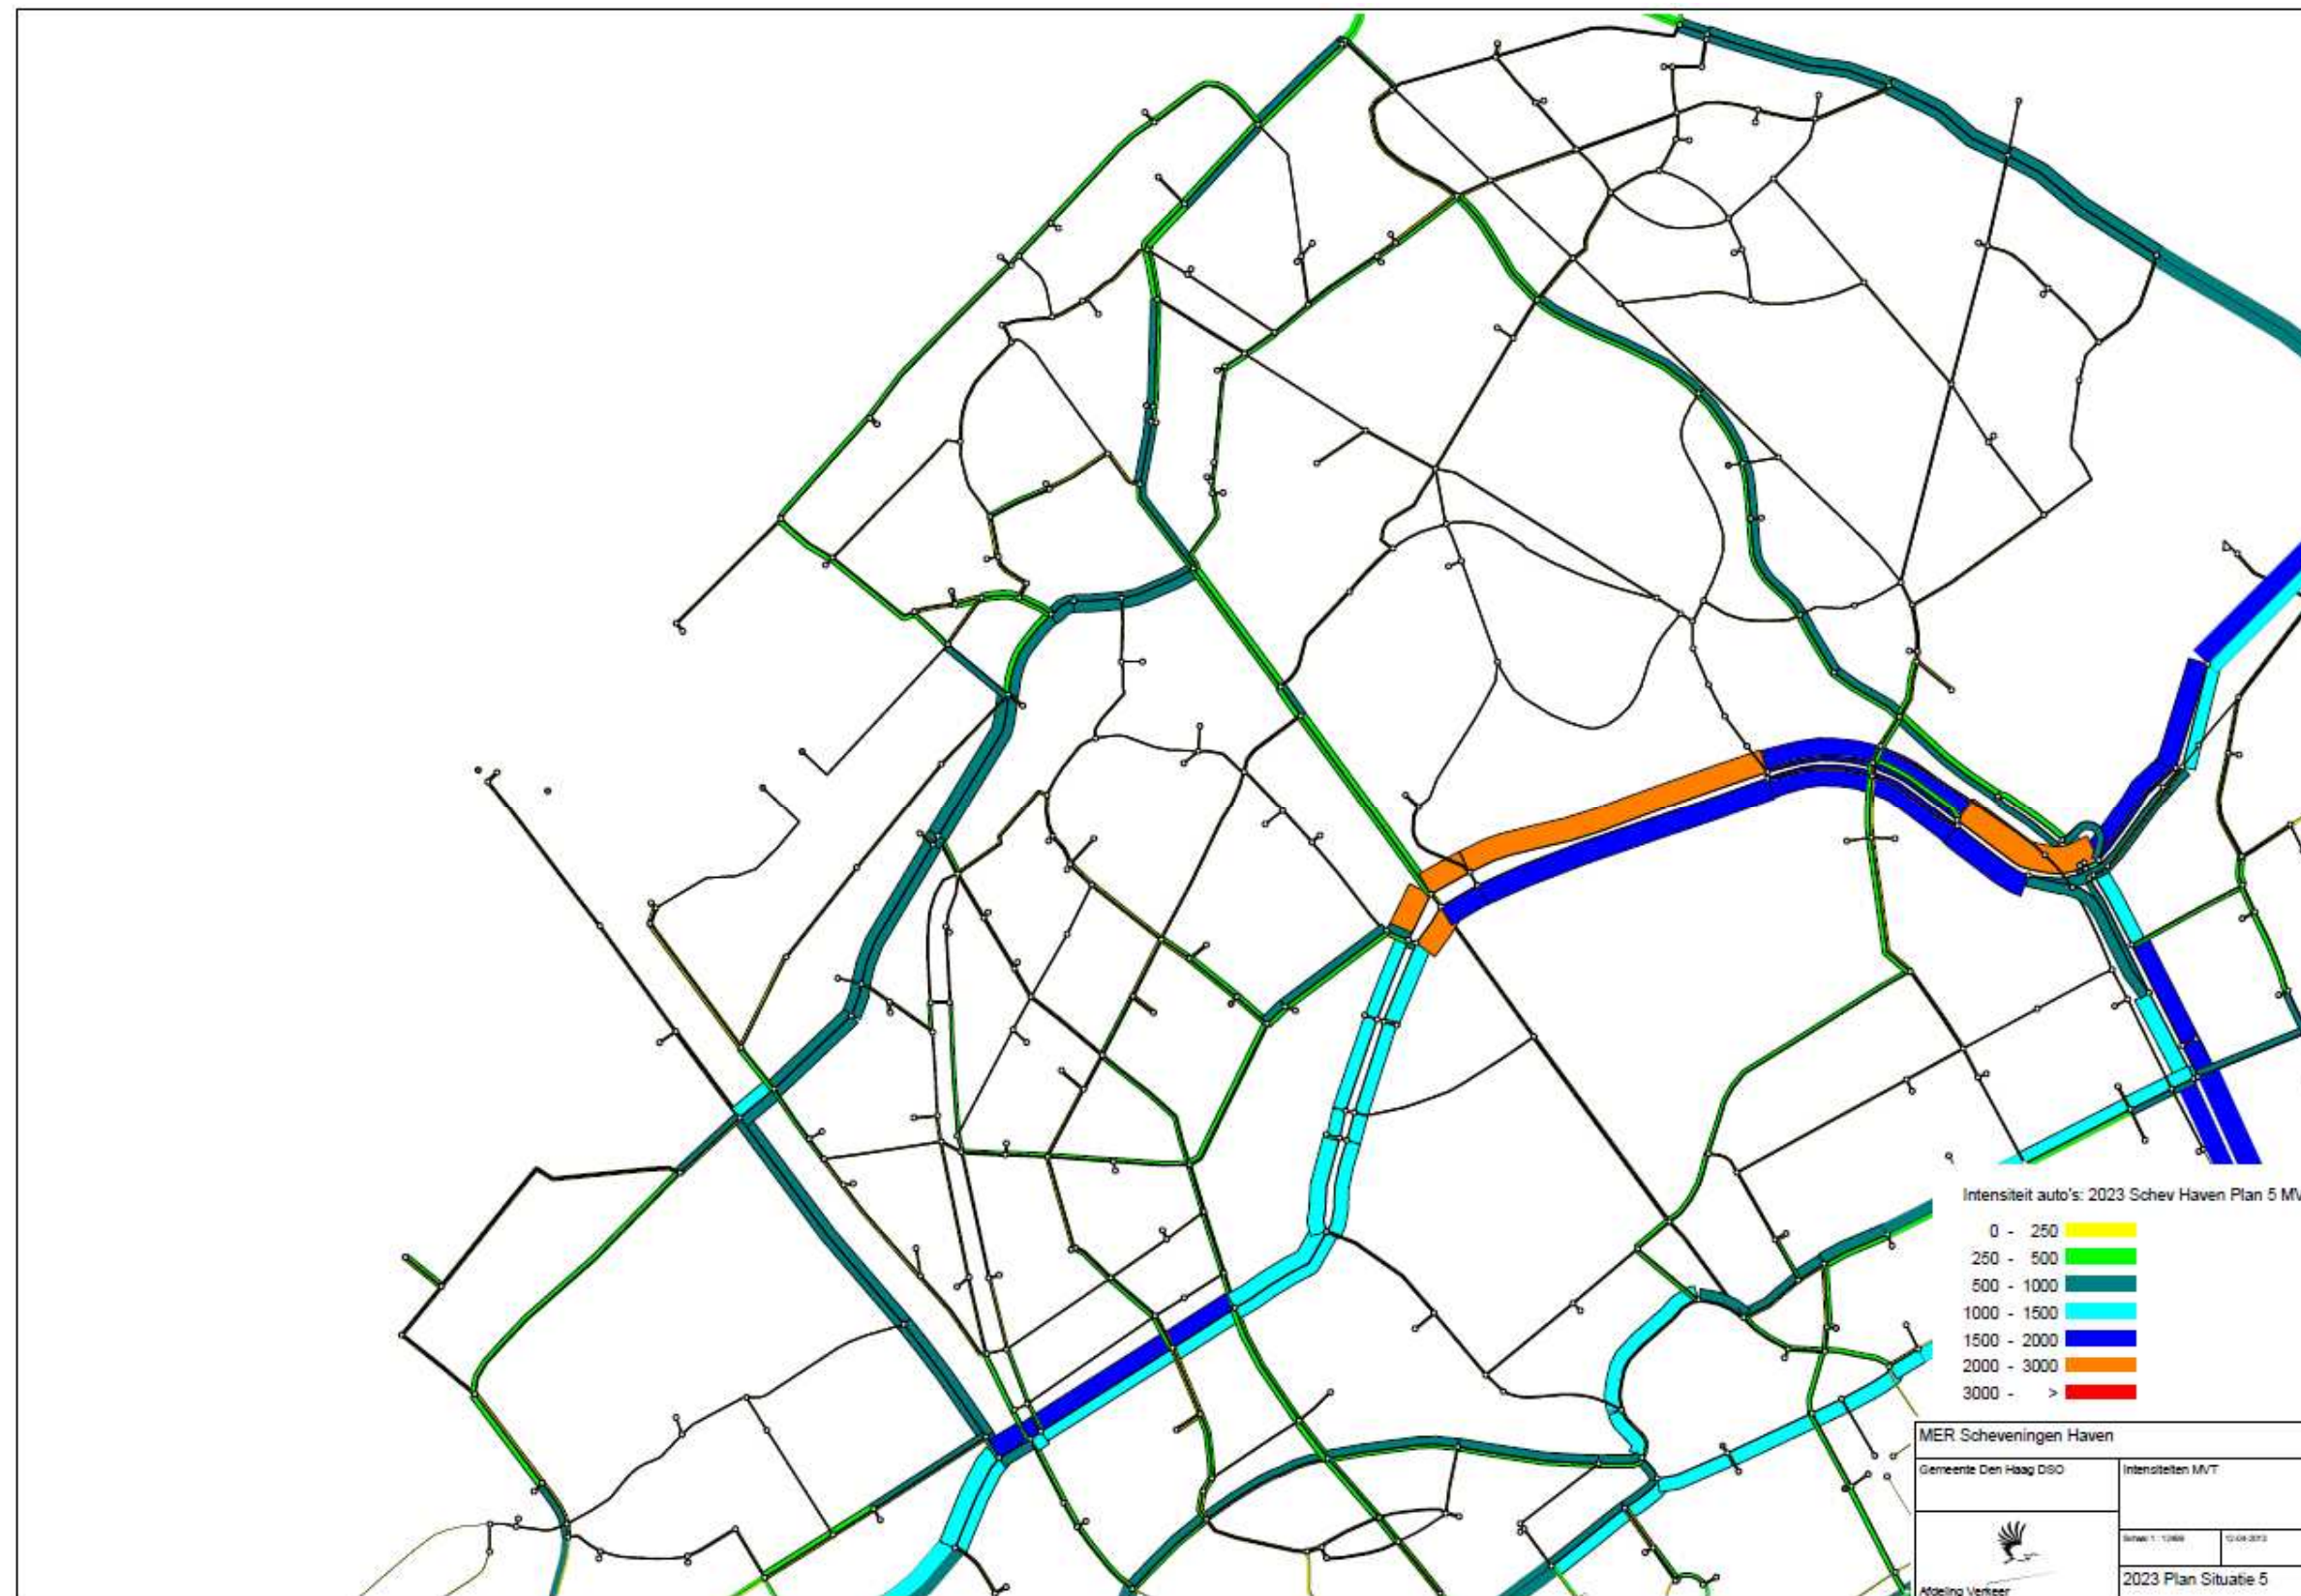 Intensiteit auto's: 2023 Schev Haven Plan 5 MV
0 - 250
250 - 500
500 - 1000
1000 - 1500
1500 - 2000
2000 - 3000
3000 - >
MER Scheveningen Haven
Gemeente Den Haag DSO
Intensiteiten MVT
Afdeling Verkeer
2023 Plan Situatie 5